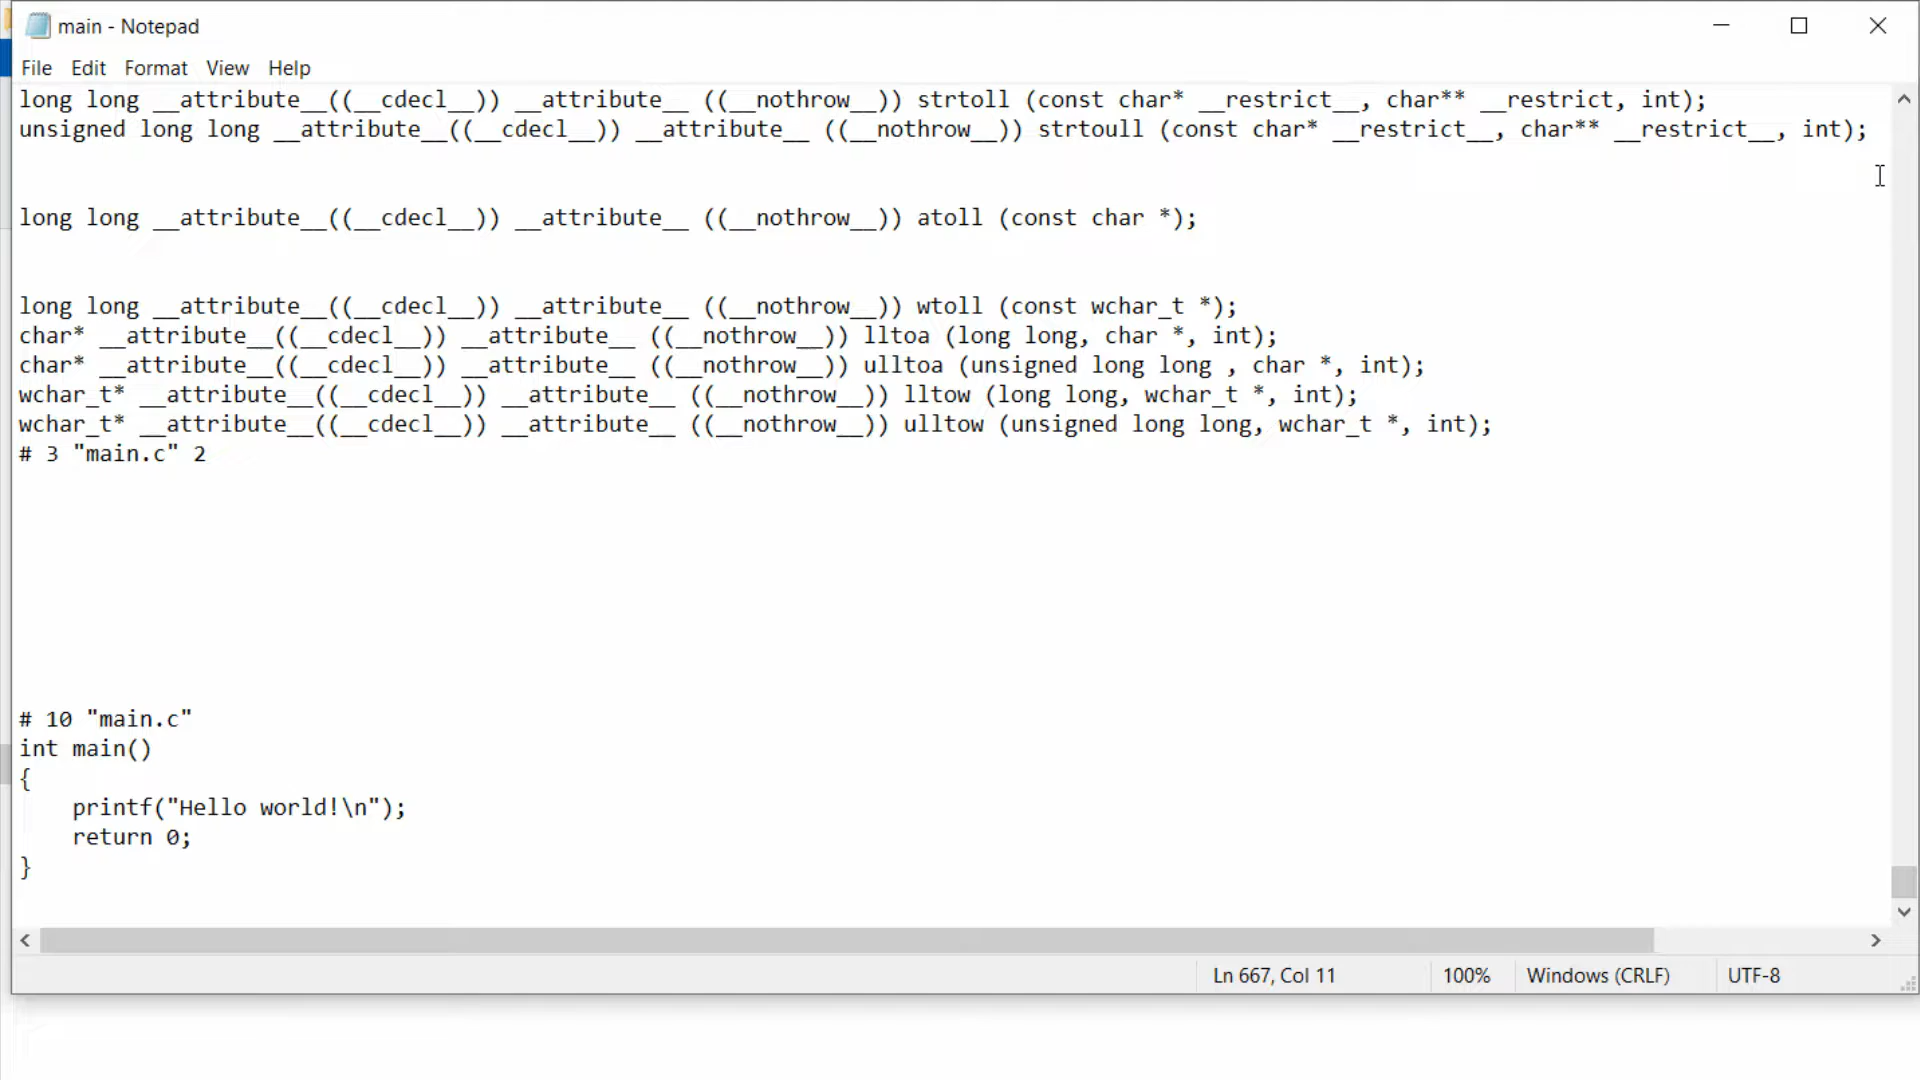 main - Notepad
File Edit Format View Help
long long __attribute__((__cdecl__)) __attribute__ ((__nothrow__)) strtoll (const char* __restrict__, char** __restrict, int);
unsigned long long __attribute__((__cdecl__)) __attribute__ ((__nothrow__)) strtoull (const char* __restrict__, char** __restrict__, int);
long long __attribute__((__cdecl__)) __attribute__ ((__nothrow__)) atoll (const char *);
long long __attribute__((__cdecl__)) __attribute__ ((__nothrow__)) wtoll (const wchar_t *);
char* __attribute__((__cdecl__)) __attribute__ ((__nothrow__)) lltoa (long long, char *, int);
char* __attribute__((__cdecl__)) __attribute__ ((__nothrow__)) ulltoa (unsigned long long , char *, int);
wchar_t* __attribute__((__cdecl__)) __attribute__ ((__nothrow__)) lltow (long long, wchar_t *, int);
wchar_t* __attribute__((__cdecl__)) __attribute__ ((__nothrow__)) ulltow (unsigned long long, wchar_t *, int);
# 3 "main.c" 2
# 10 "main.c"
int main()
{
    printf("Hello world!\n");
    return 0;
}
Ln 667, Col 11 100% Windows (CRLF) UTF-8